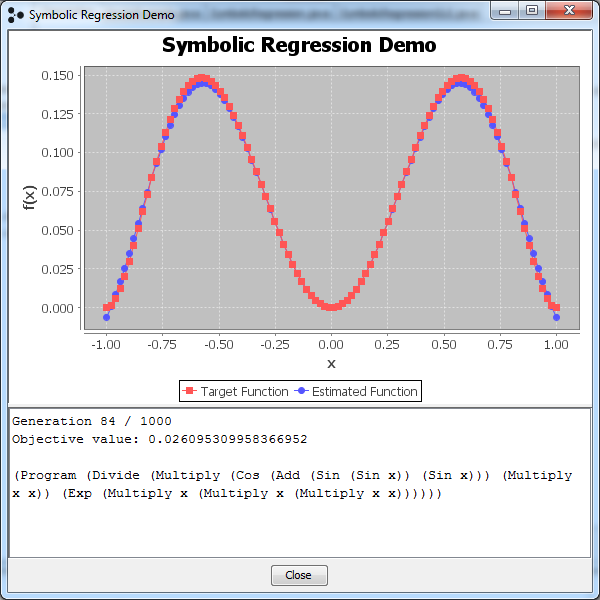 Symbolic Regression Demo
Symbolic Regression Demo
0.150
0.125
0.100
0.075
0.050
0.025
0.000
f(x)
-1.00 -0.75 -0.50 -0.25 0.00 0.25 0.50 0.75 1.00
x
Target Function Estimated Function
Generation 84 / 1000
Objective value: 0.026095309958366952
(Program (Divide (Multiply (Cos (Add (Sin (Sin x)) (Sin x))) (Multiply
x x)) (Exp (Multiply x (Multiply x (Multiply x x))))))
Close